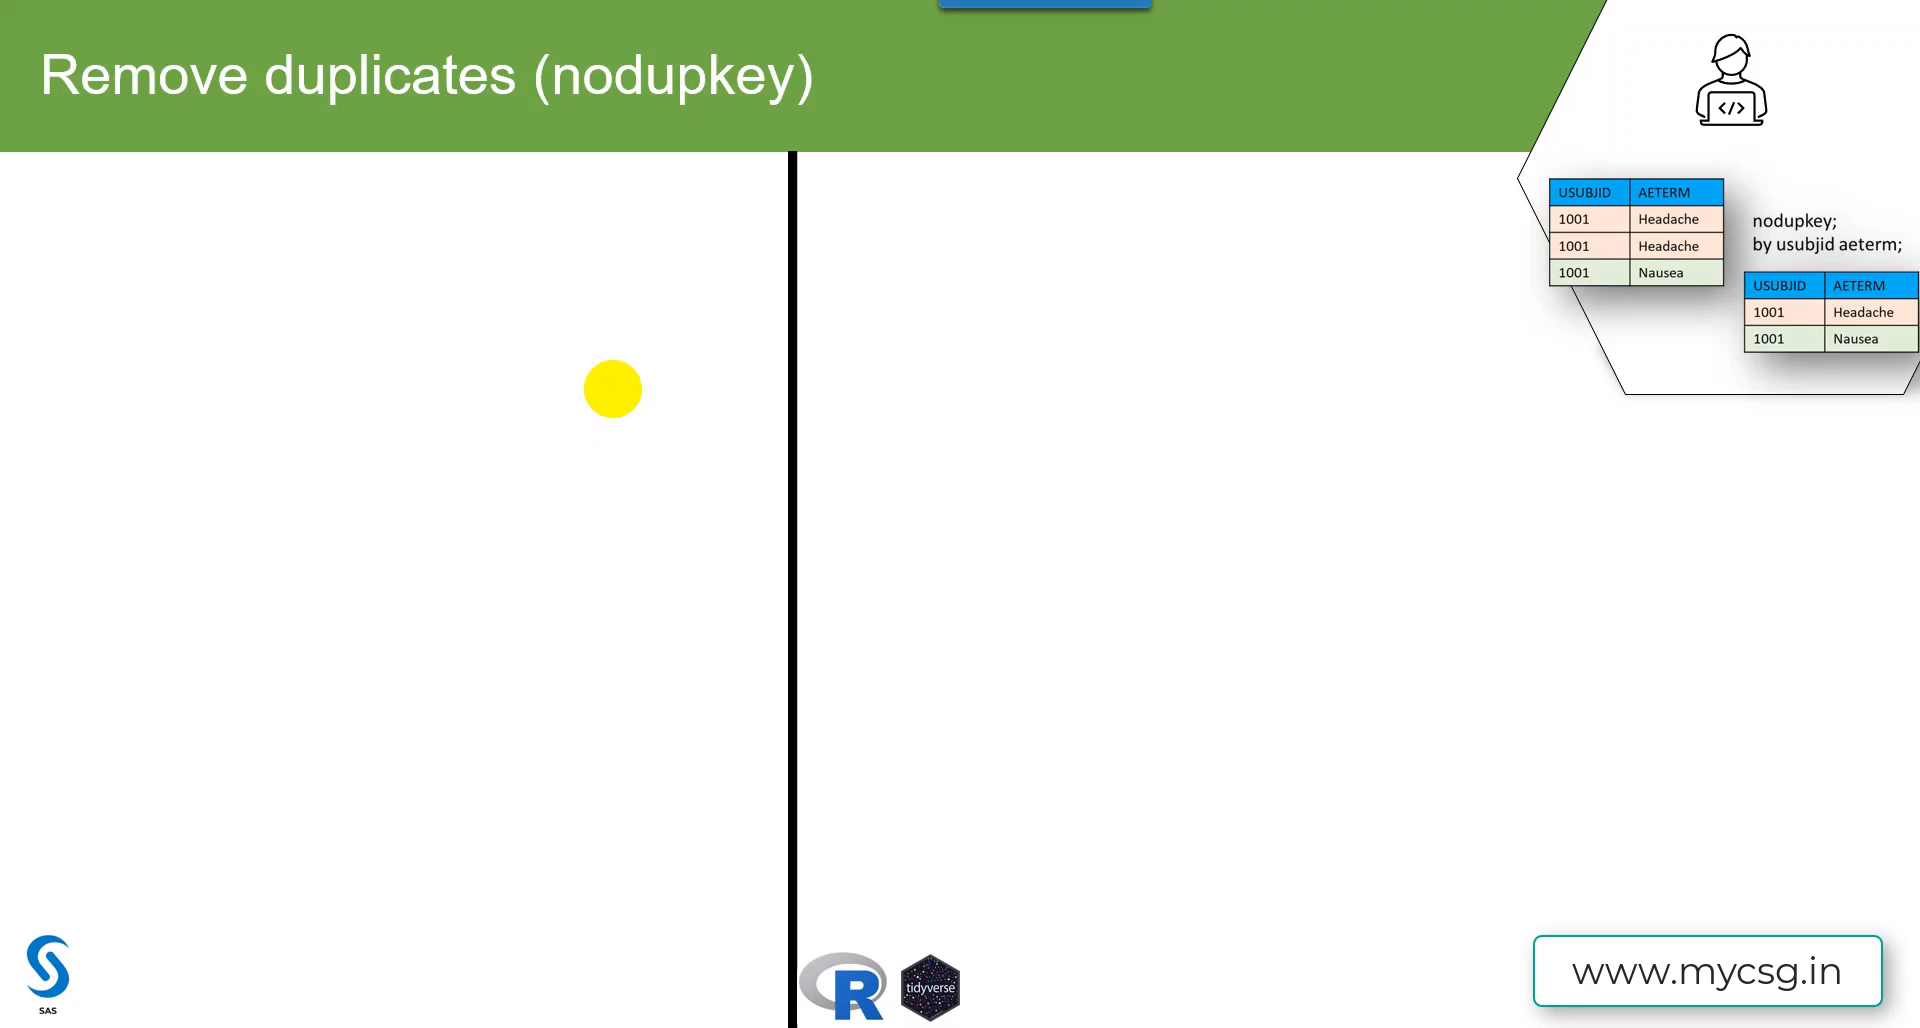 Remove duplicates (nodupkey)
</>
USUBJID AETERM
1001 Headache
1001 Headache
1001 Nausea
nodupkey;
by usubjid aeterm;
USUBJID AETERM
1001 Headache
1001 Nausea
SAS
R
tidyverse
www.mycsg.in